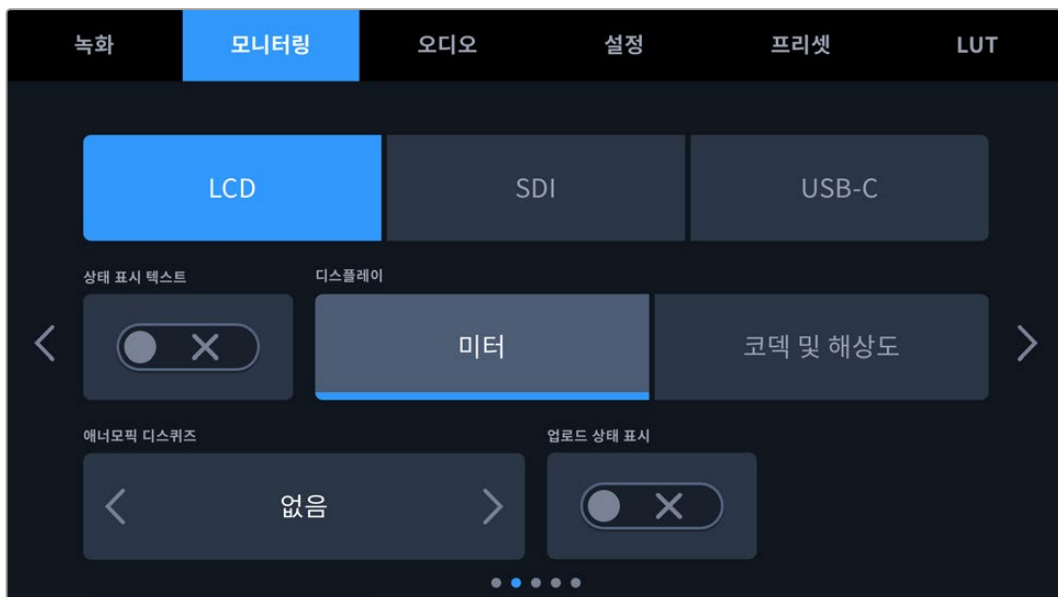 녹화 모니터링 오디오 설정 프리셋 LUT
LCD SDI USB-C
상태 표시 텍스트 디스플레이
미터 코덱 및 해상도
애너모픽 디스퀴즈 업로드 상태 표시
없음